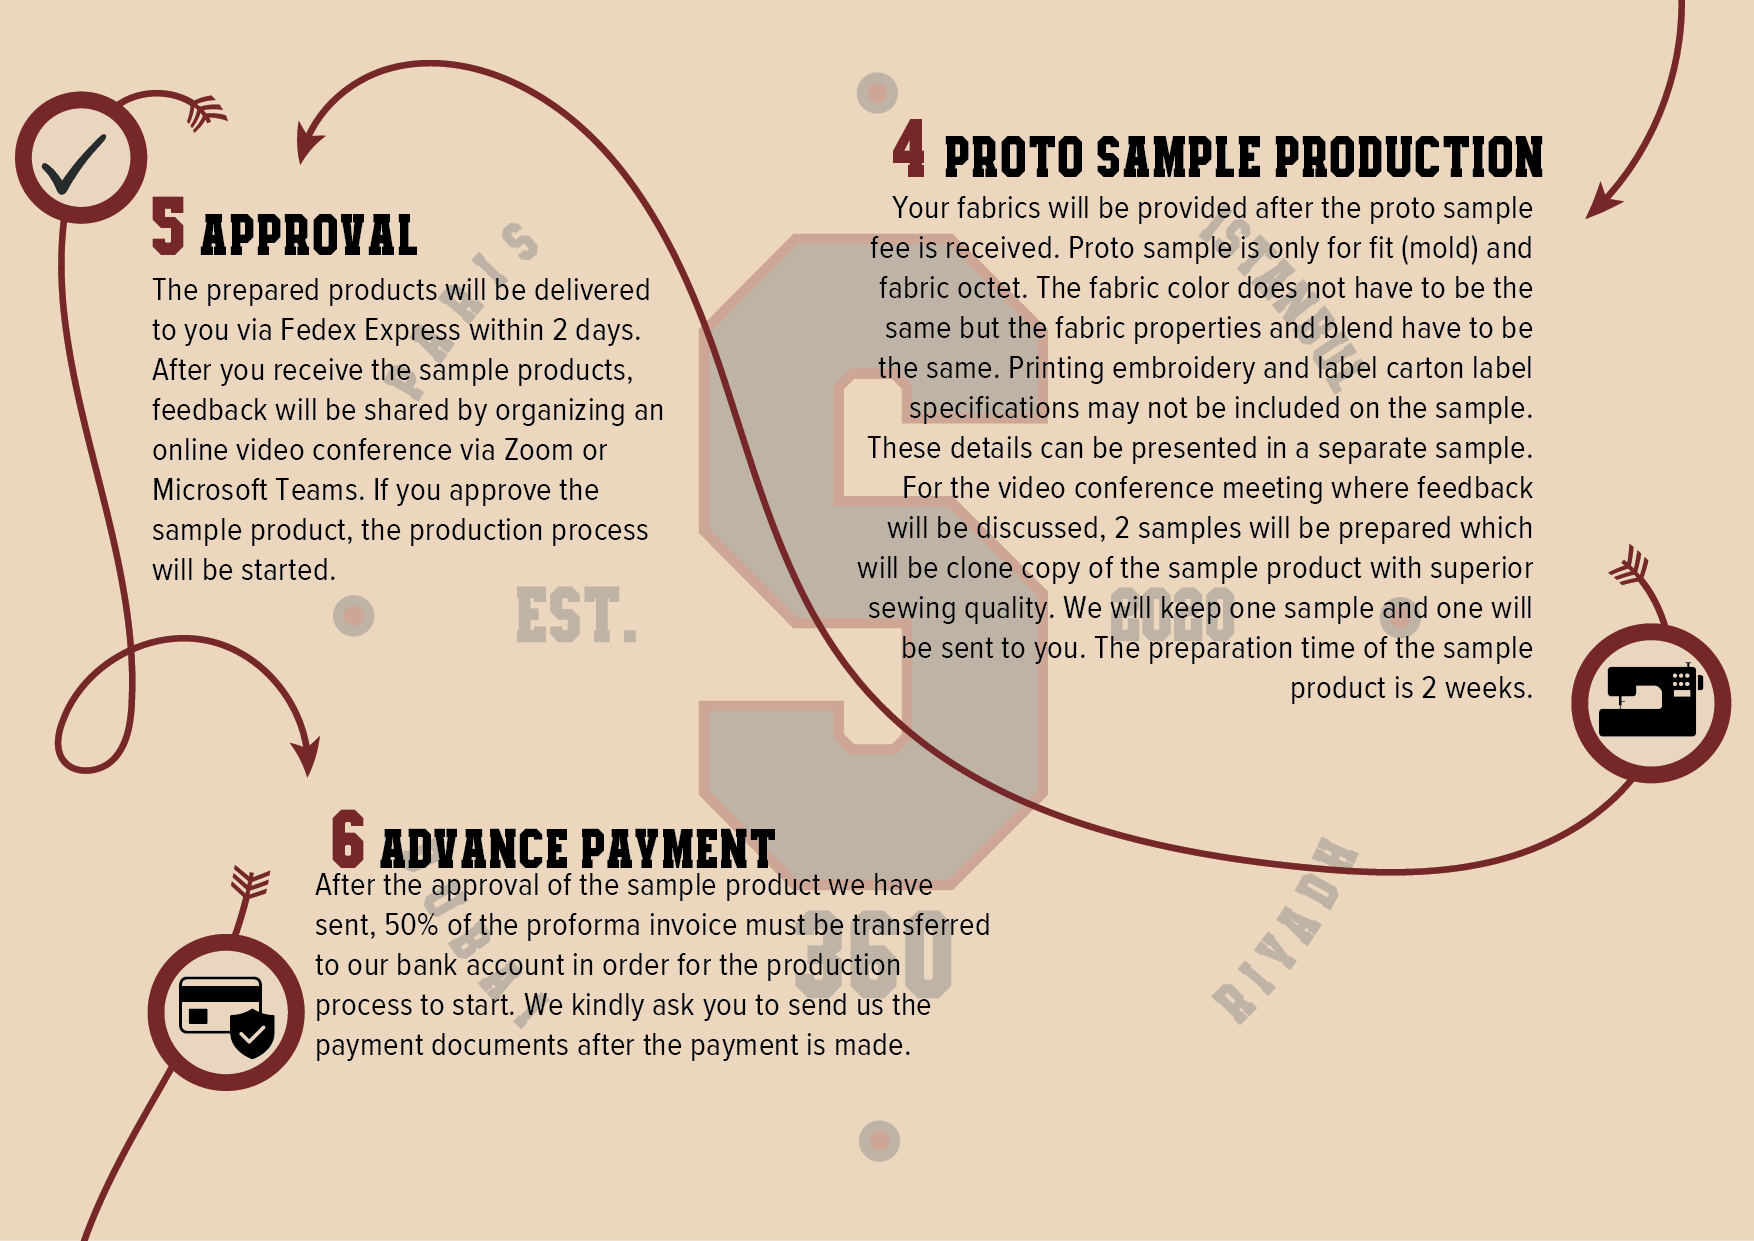 4 PROTO SAMPLE PRODUCTION
Your fabrics will be provided after the proto sample
fee is received. Proto sample is only for fit (mold) and
fabric octet. The fabric color does not have to be the
same but the fabric properties and blend have to be
the same. Printing embroidery and label carton label
specifications may not be included on the sample.
These details can be presented in a separate sample.
For the video conference meeting where feedback
will be discussed, 2 samples will be prepared which
will be clone copy of the sample product with superior
sewing quality. We will keep one sample and one will
be sent to you. The preparation time of the sample
product is 2 weeks.
5 APPROVAL
The prepared products will be delivered
to you via Fedex Express within 2 days.
After you receive the sample products,
feedback will be shared by organizing an
online video conference via Zoom or
Microsoft Teams. If you approve the
sample product, the production process
will be started.
6 ADVANCE PAYMENT
After the approval of the sample product we have
sent, 50% of the proforma invoice must be transferred
to our bank account in order for the production
process to start. We kindly ask you to send us the
payment documents after the payment is made.
PARIS
ISTANBUL
S
EST.
2020
360
DUBAI
RIYADH